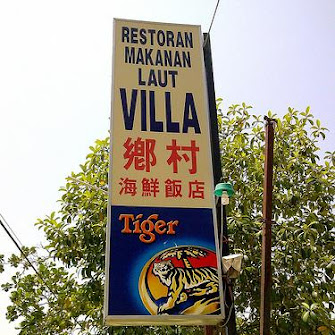 RESTORAN
MAKANAN
LAUT
VILLA
鄉村
海鮮飯店
Tiger